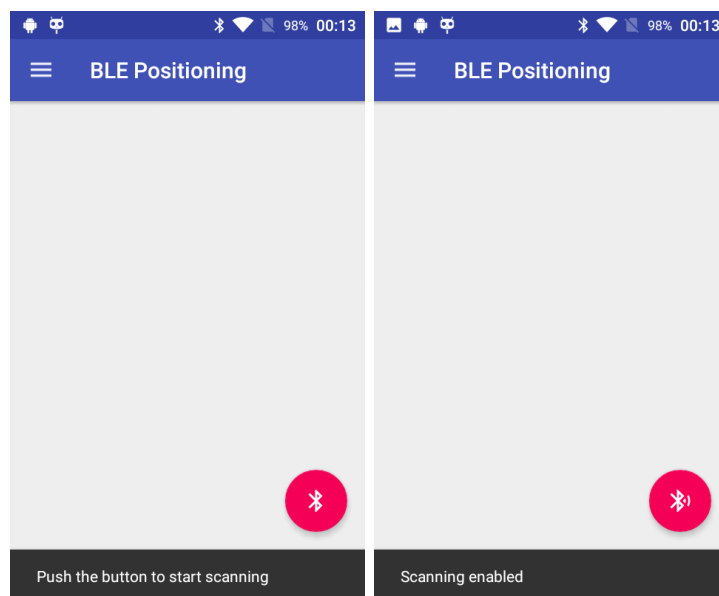 98% 00:13
BLE Positioning
Push the button to start scanning
98% 00:13
BLE Positioning
Scanning enabled